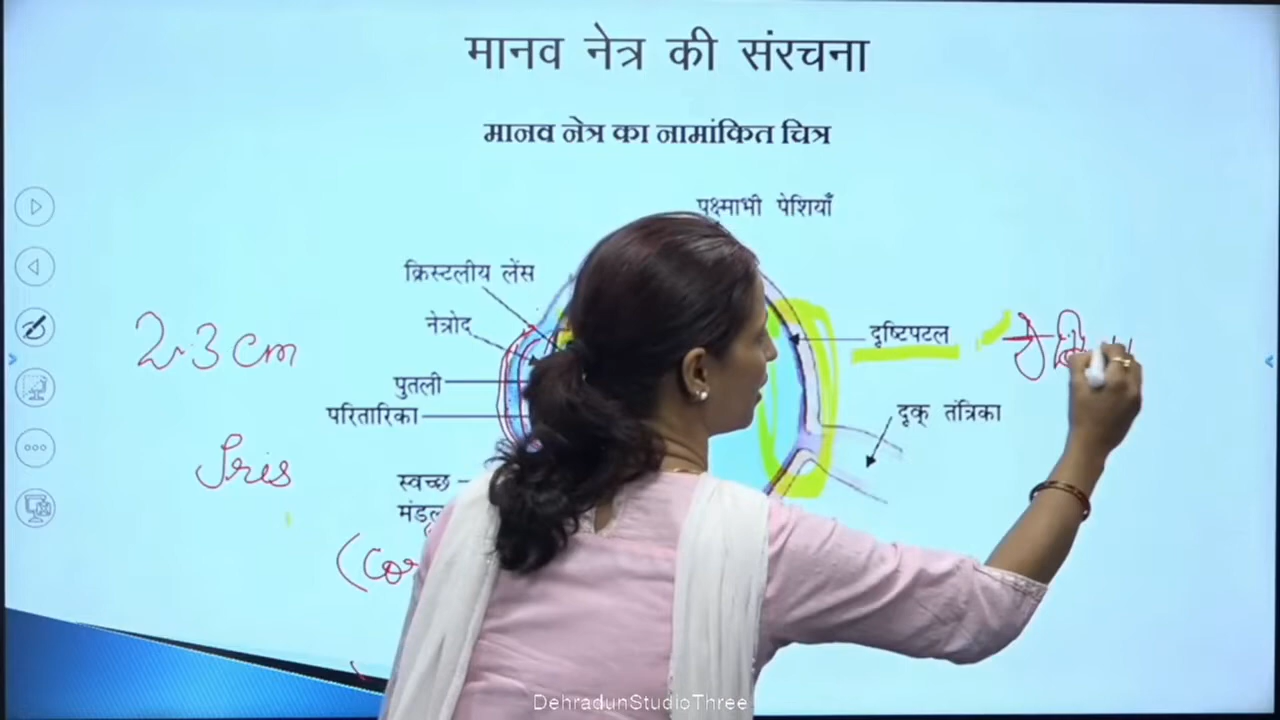 मानव नेत्र की संरचना
मानव नेत्र का नामांकित चित्र
पक्ष्माभी पेशियाँ
क्रिस्टलीय लेंस
नेत्रोद
2.3 cm
दृष्टिपटल
पुतली
परितारिका
दृक् तंत्रिका
Iris
स्वच्छ
DehradunStudioThree